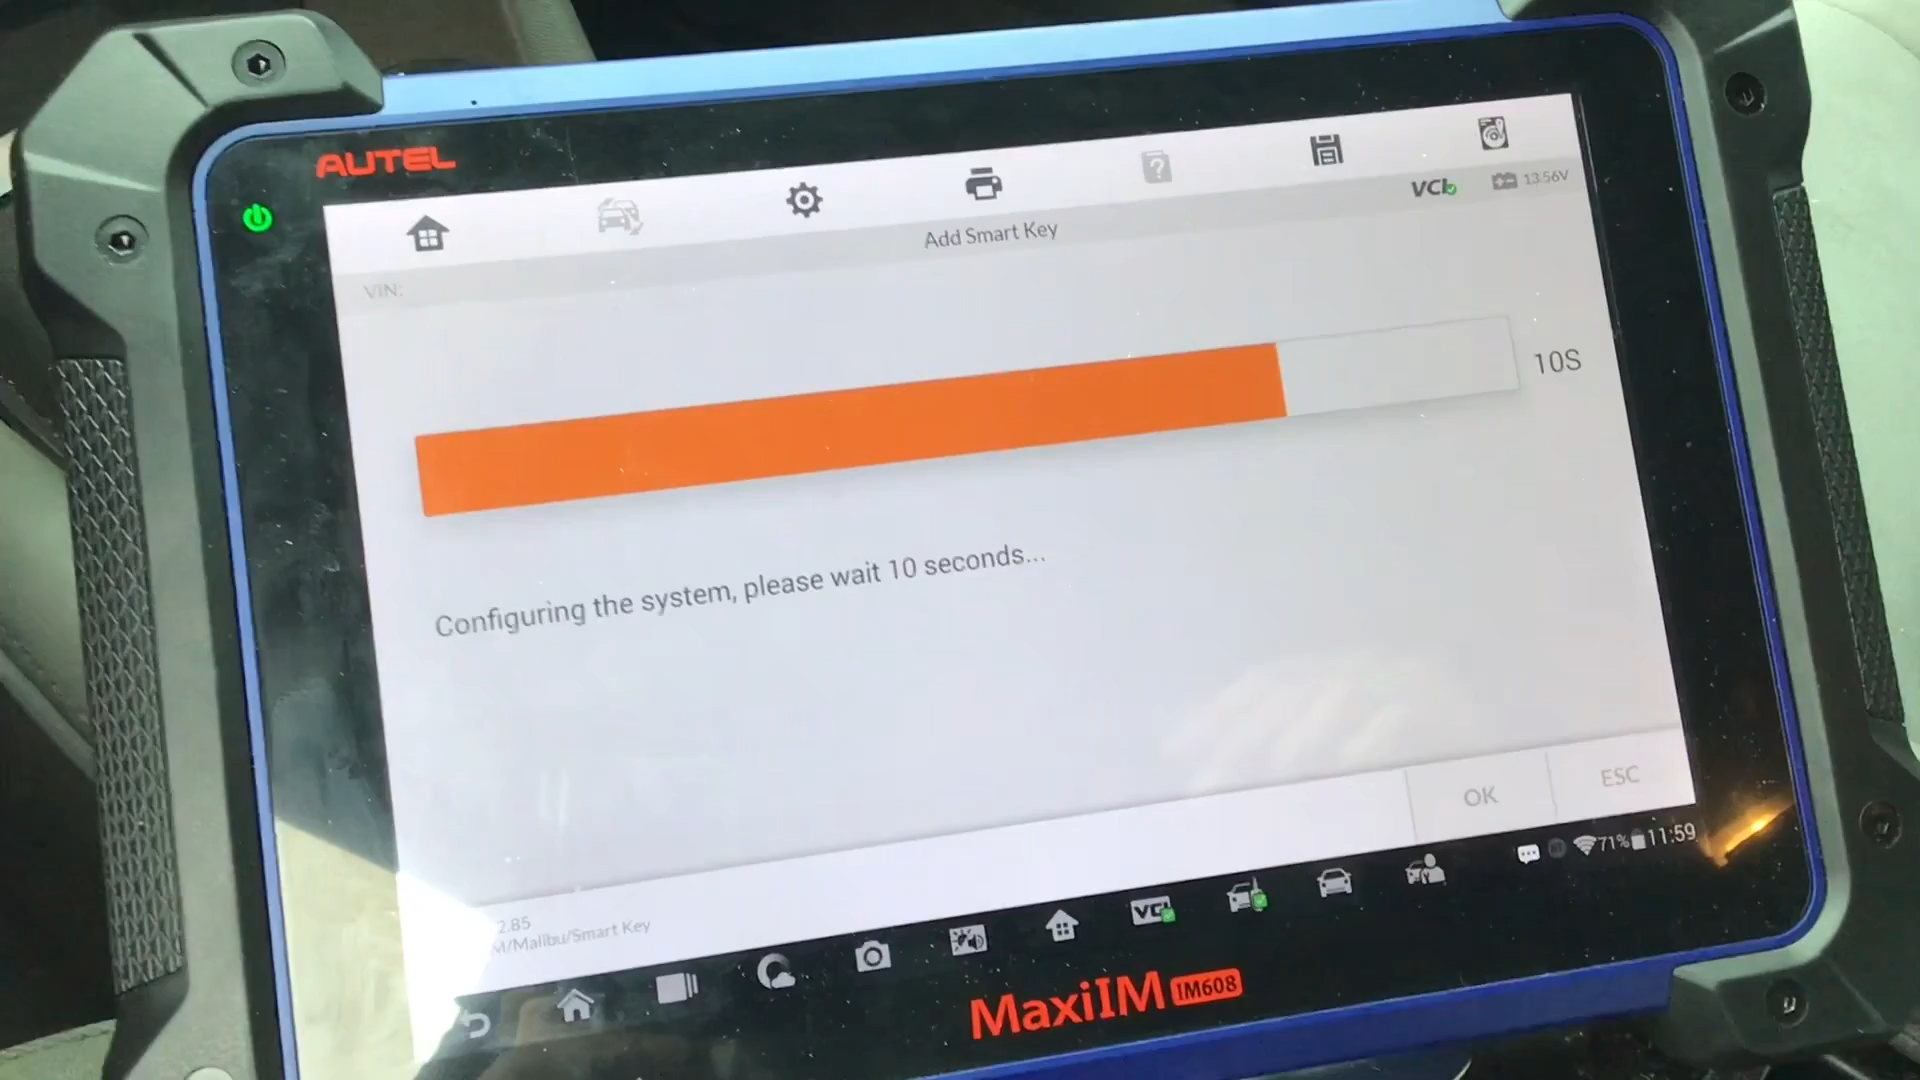 AUTEL
VCI
13.56V
Add Smart Key
VIN:
10S
Configuring the system, please wait 10 seconds...
OK
ESC
2.85
M/Malibu/Smart Key
VCI
71%
11:59
MaxiIM IM608